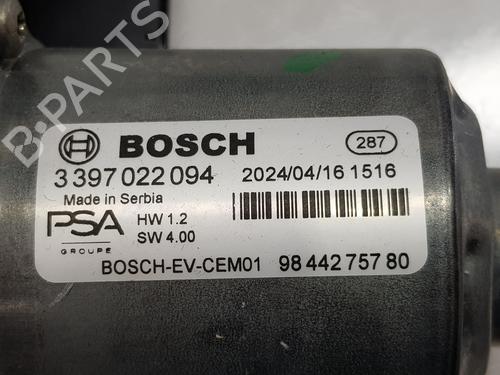 B-PARTS
BOSCH 287
3 397 022 094 2024/04/16 1516
Made in Serbia
PSA HW 1.2
GROUPE SW 4.00
BOSCH-EV-CEM01 98 442 757 80